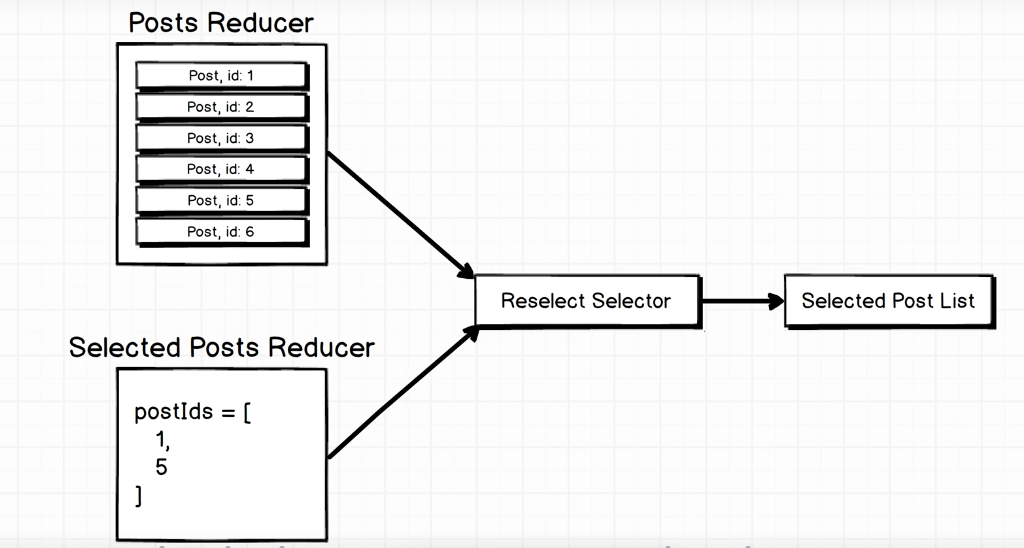 Posts Reducer
Post, id: 1
Post, id: 2
Post, id: 3
Post, id: 4
Post, id: 5
Post, id: 6
Reselect Selector
Selected Post List
Selected Posts Reducer
postIds = [
1,
5
]